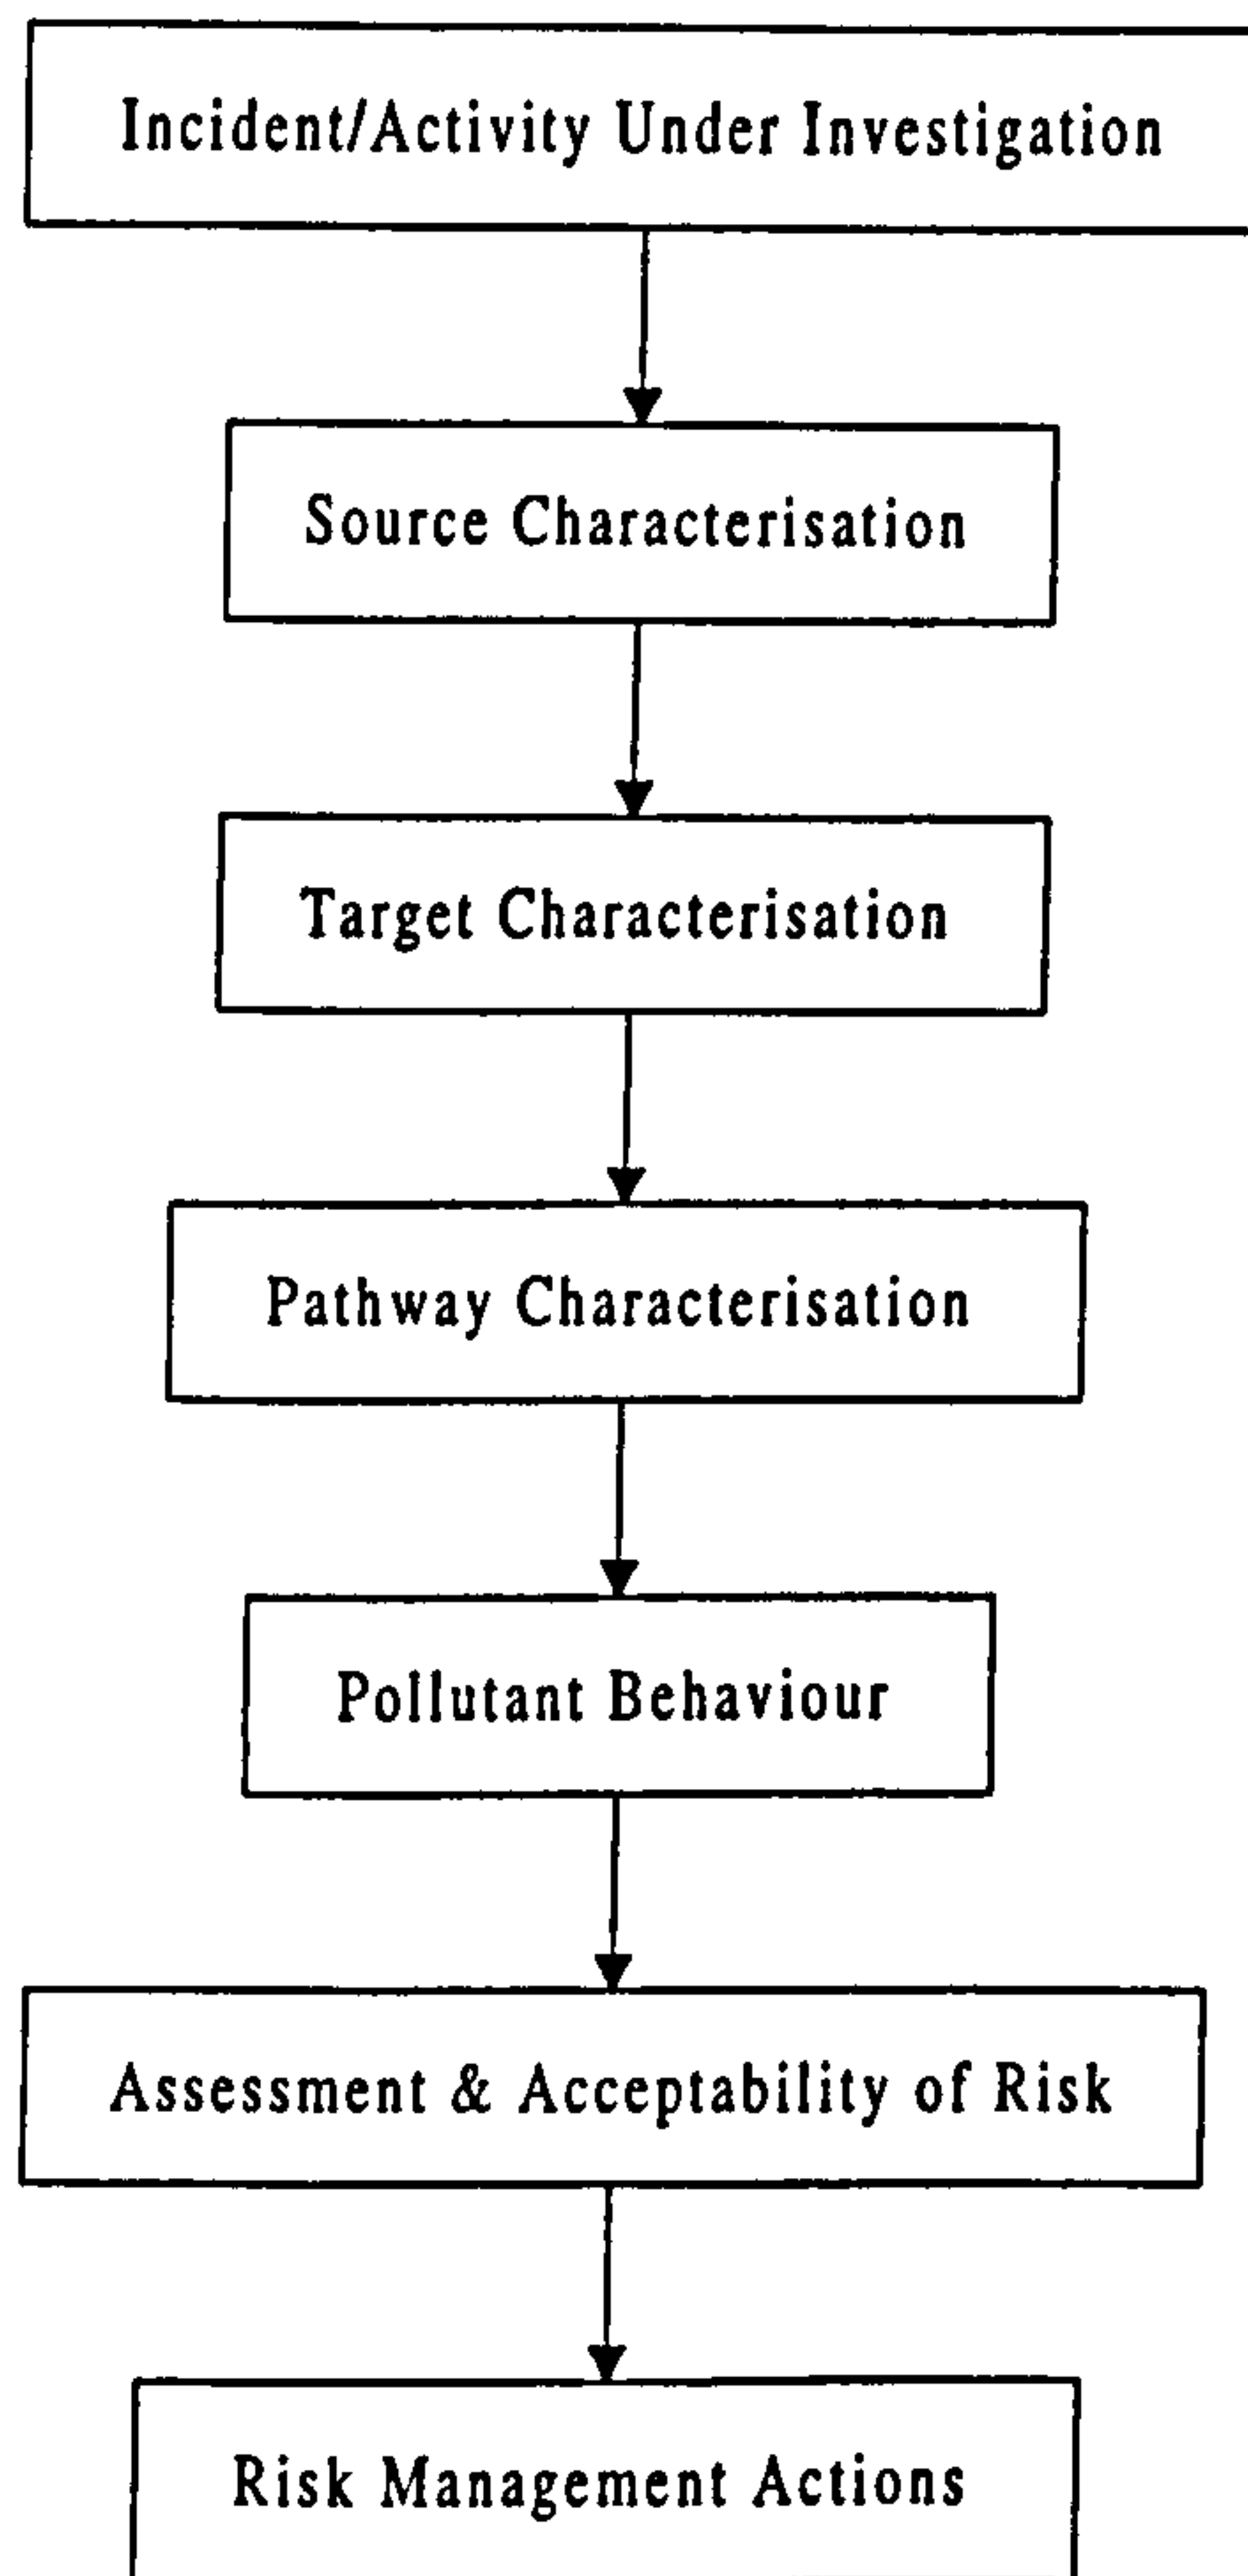 Incident/Activity Under Investigation
Source Characterisation
Target Characterisation
Pathway Characterisation
Pollutant Behaviour
Assessment & Acceptability of Risk
Risk Management Actions